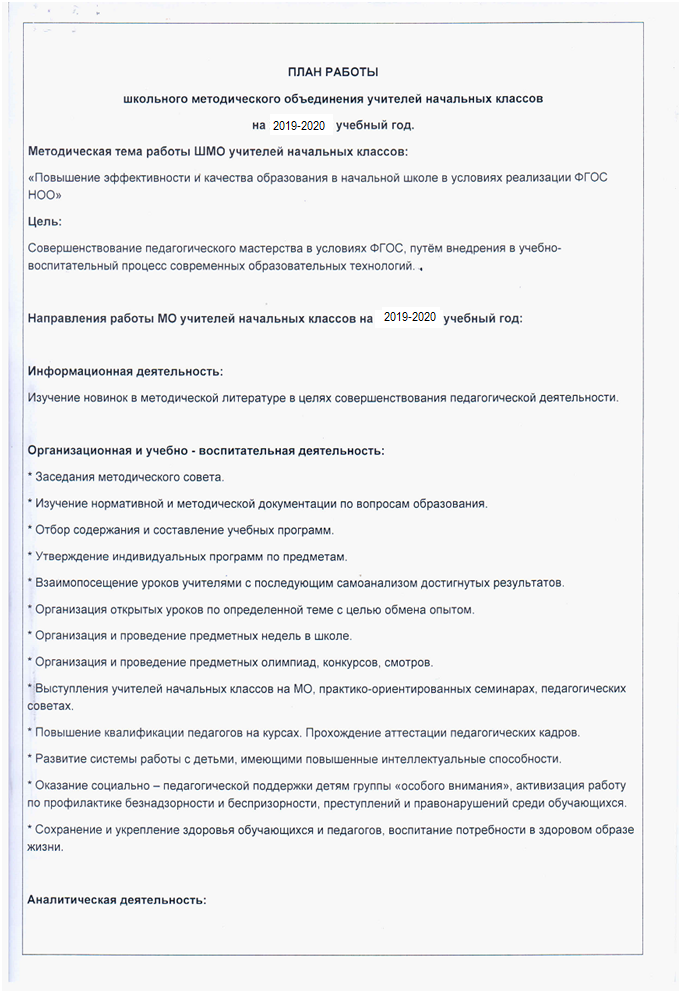 ПЛАН РАБОТЫ
школьного методического объединения учителей начальных классов
на 2019-2020 учебный год.
Методическая тема работы ШМО учителей начальных классов:
«Повышение эффективности и качества образования в начальной школе в условиях реализации ФГОС
НОО»
Цель:
Совершенствование педагогического мастерства в условиях ФГОС, путём внедрения в учебно-
воспитательный процесс современных образовательных технологий.
Направления работы МО учителей начальных классов на 2019-2020 учебный год:
Информационная деятельность:
Изучение новинок в методической литературе в целях совершенствования педагогической деятельности.
Организационная и учебно - воспитательная деятельность:
* Заседания методического совета.
* Изучение нормативной и методической документации по вопросам образования.
* Отбор содержания и составление учебных программ.
* Утверждение индивидуальных программ по предметам.
* Взаимопосещение уроков учителями с последующим самоанализом достигнутых результатов.
* Организация открытых уроков по определенной теме с целью обмена опытом.
* Организация и проведение предметных недель в школе.
* Организация и проведение предметных олимпиад, конкурсов, смотров.
* Выступления учителей начальных классов на МО, практико-ориентированных семинарах, педагогических
советах.
* Повышение квалификации педагогов на курсах. Прохождение аттестации педагогических кадров.
* Развитие системы работы с детьми, имеющими повышенные интеллектуальные способности.
* Оказание социально – педагогической поддержки детям группы «особого внимания», активизация работу
по профилактике безнадзорности и беспризорности, преступлений и правонарушений среди обучающихся.
* Сохранение и укрепление здоровья обучающихся и педагогов, воспитание потребности в здоровом образе
жизни.
Аналитическая деятельность: